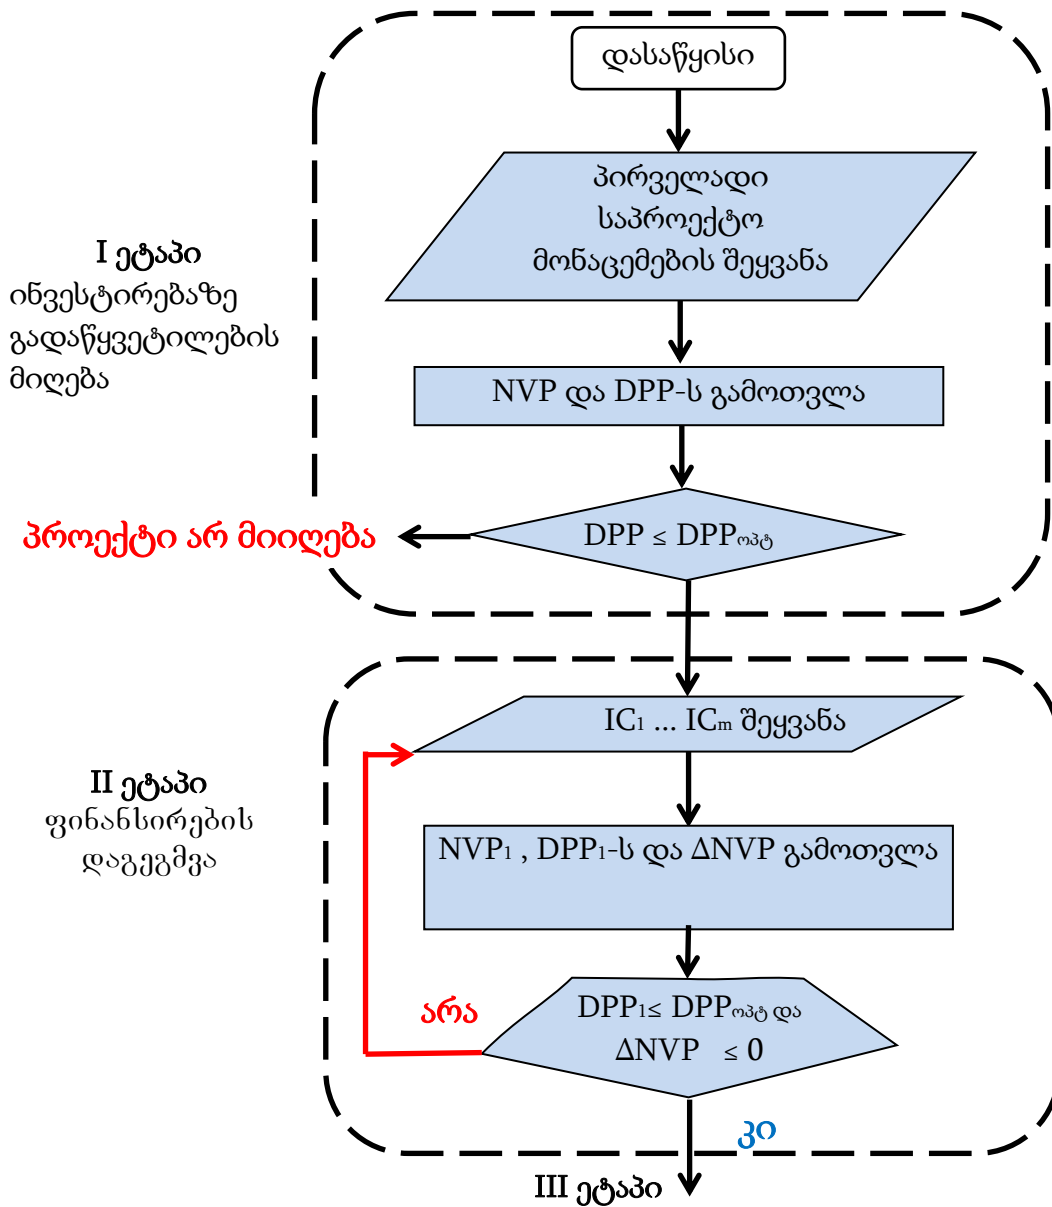 დასაწყისი
პირველადი
საპროექტო
მონაცემების შეყვანა
I ეტაპი
ინვესტირებაზე
გადაწყვეტილების
მიღება
NVP და DPP-ს გამოთვლა
DPP ≤ DPPოპტ
პროექტი არ მიიღება
IC1 ... ICm შეყვანა
II ეტაპი
ფინანსირების
დაგეგმვა
NVP1 , DPP1-ს და ΔNVP გამოთვლა
DPP1≤ DPPოპტ და
ΔNVP ≤ 0
არა
კი
III ეტაპი